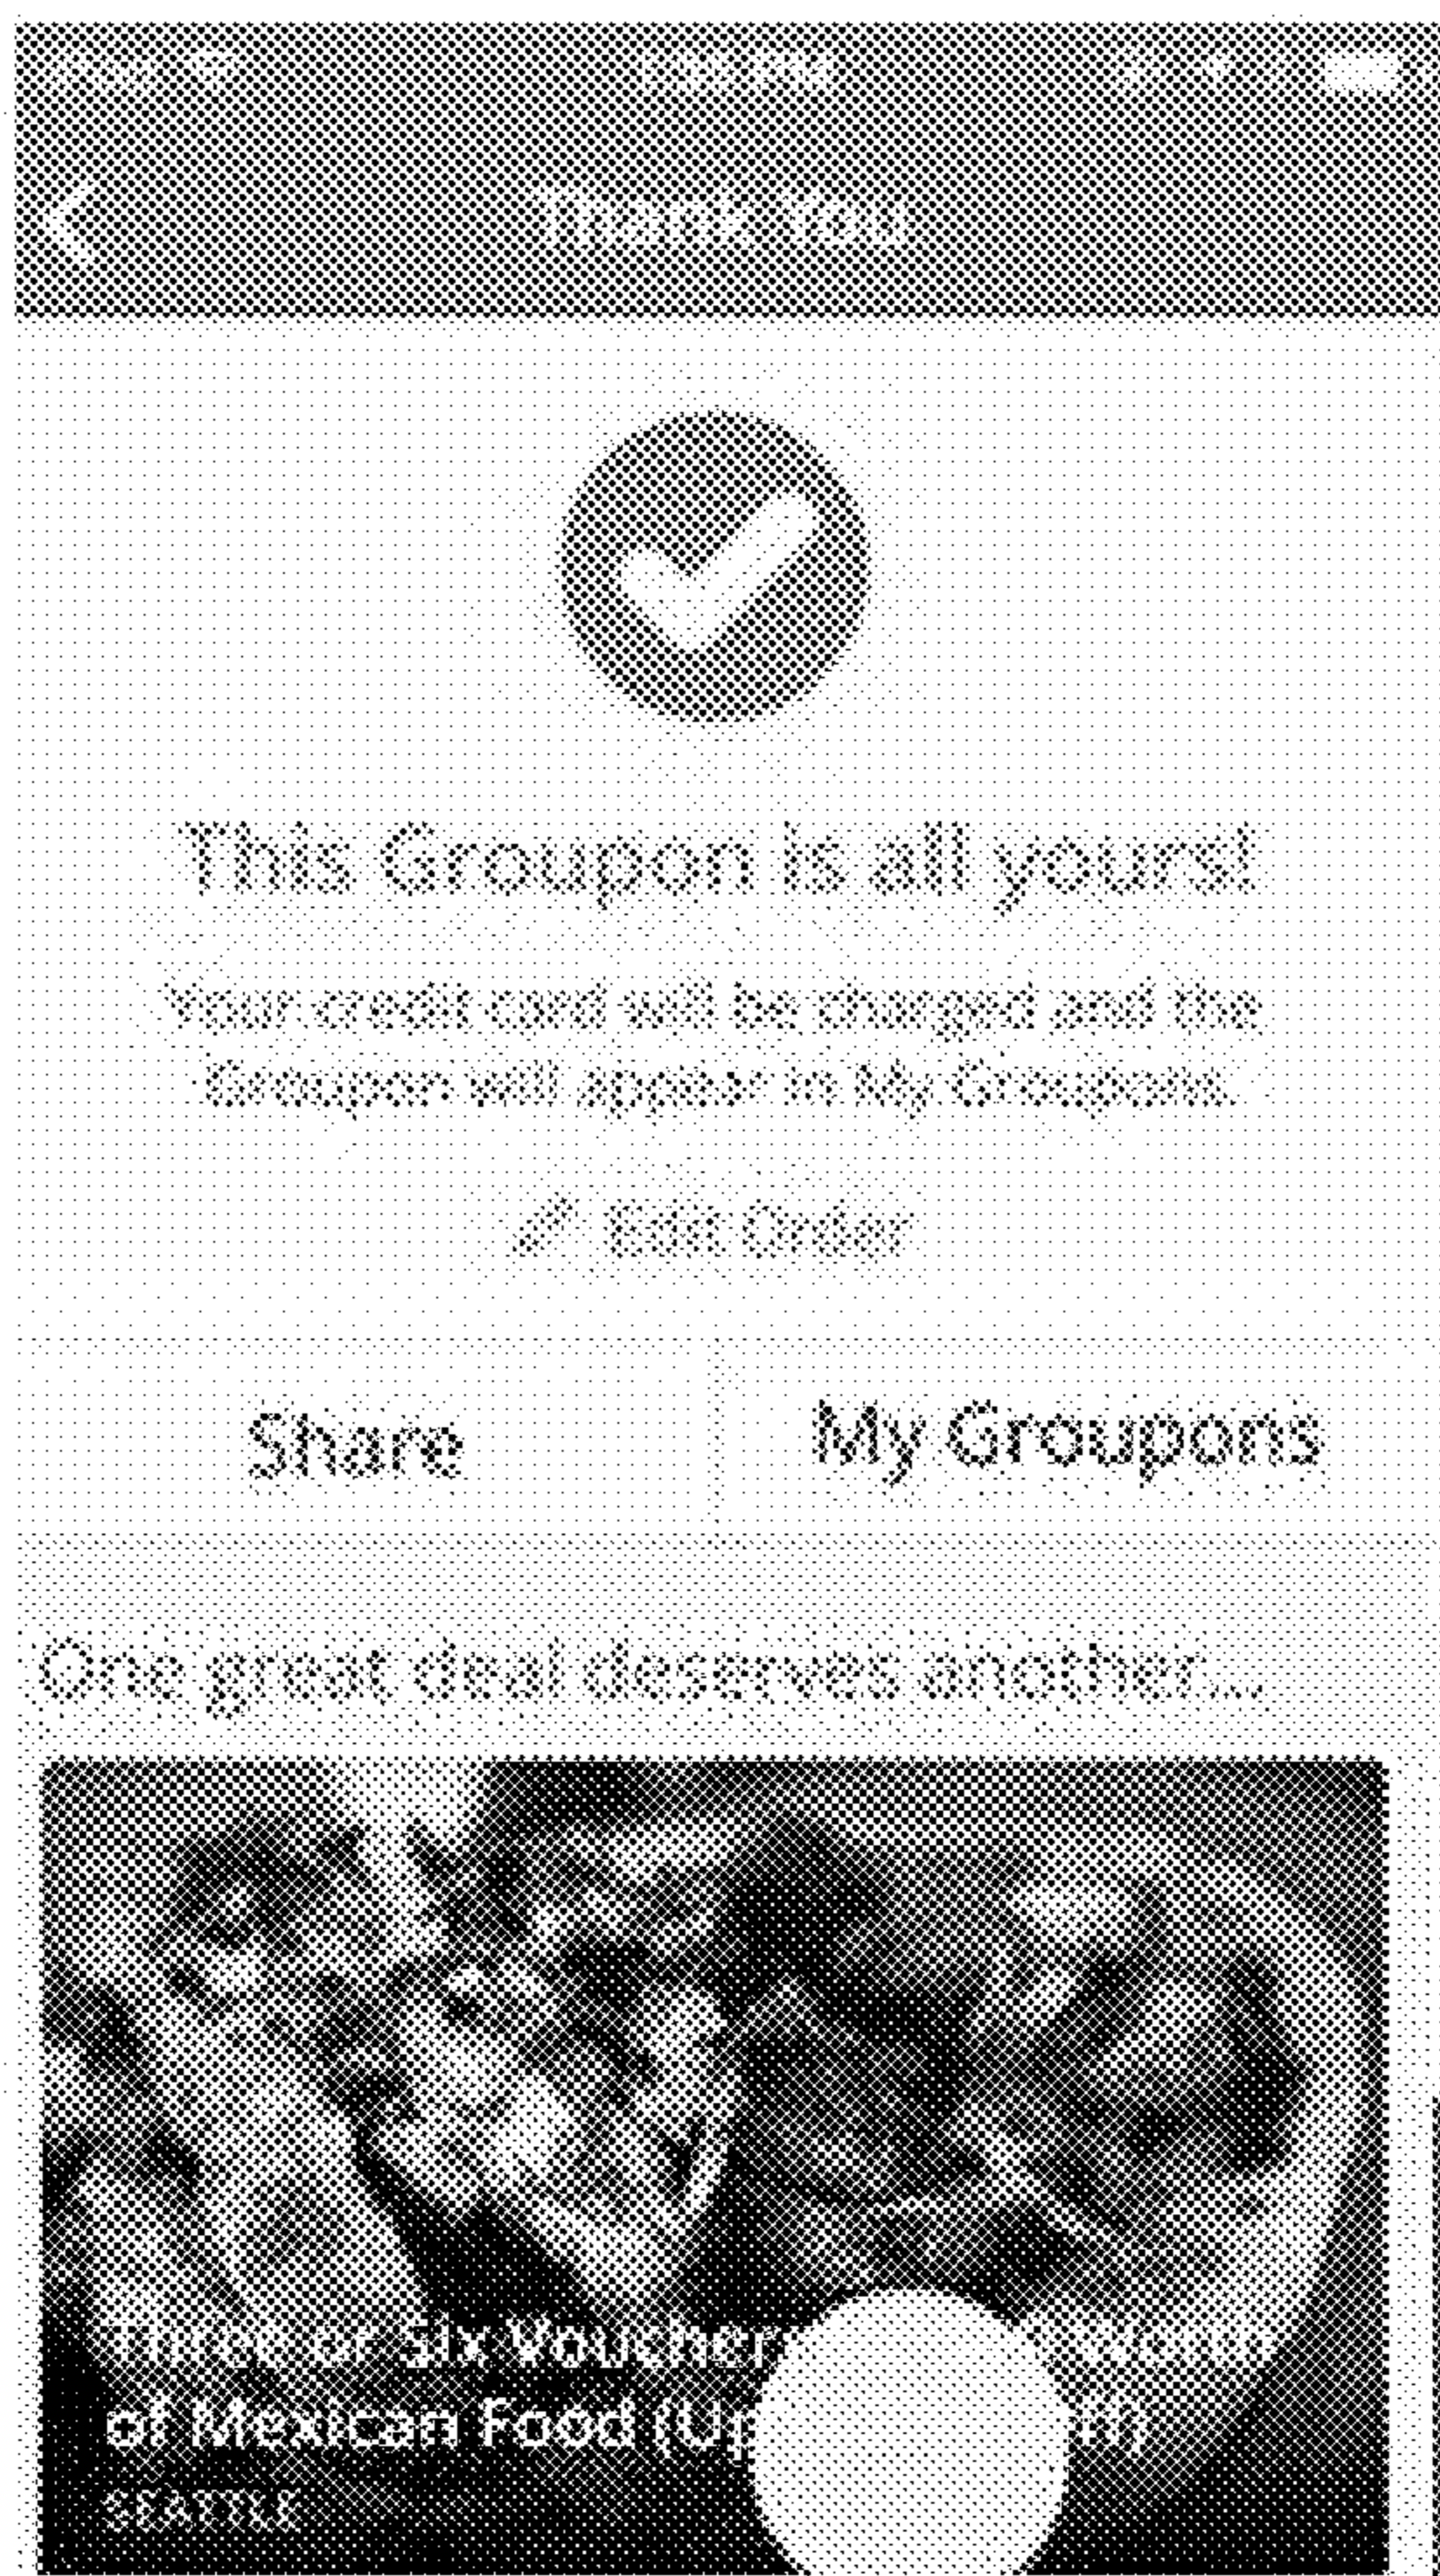 Thank You
This Groupon is all yours!
Your credit card will be charged and the
Groupon will appear in My Groupons.
Edit Order
Share
My Groupons
One great deal deserves another...
Three or Six Voucher
of Mexican Food (Up
SEATTLE